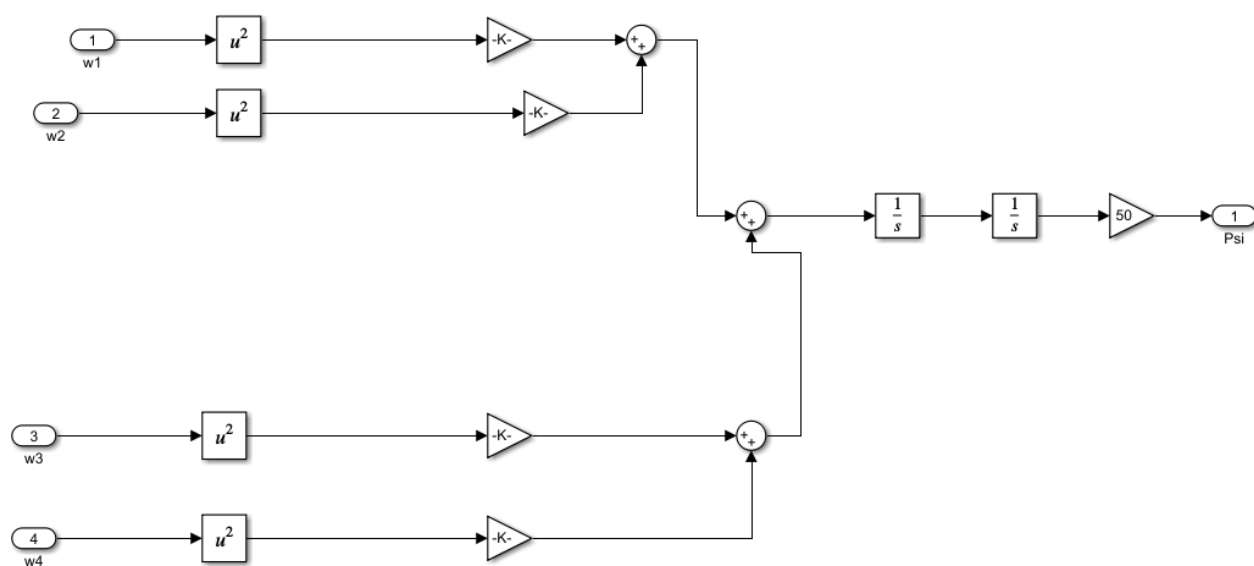 1
u²
-K-
+
+
w1
2
u²
-K-
w2
1
s
1
s
50
1
Psi
+
+
3
u²
-K-
+
+
w3
4
u²
-K-
w4